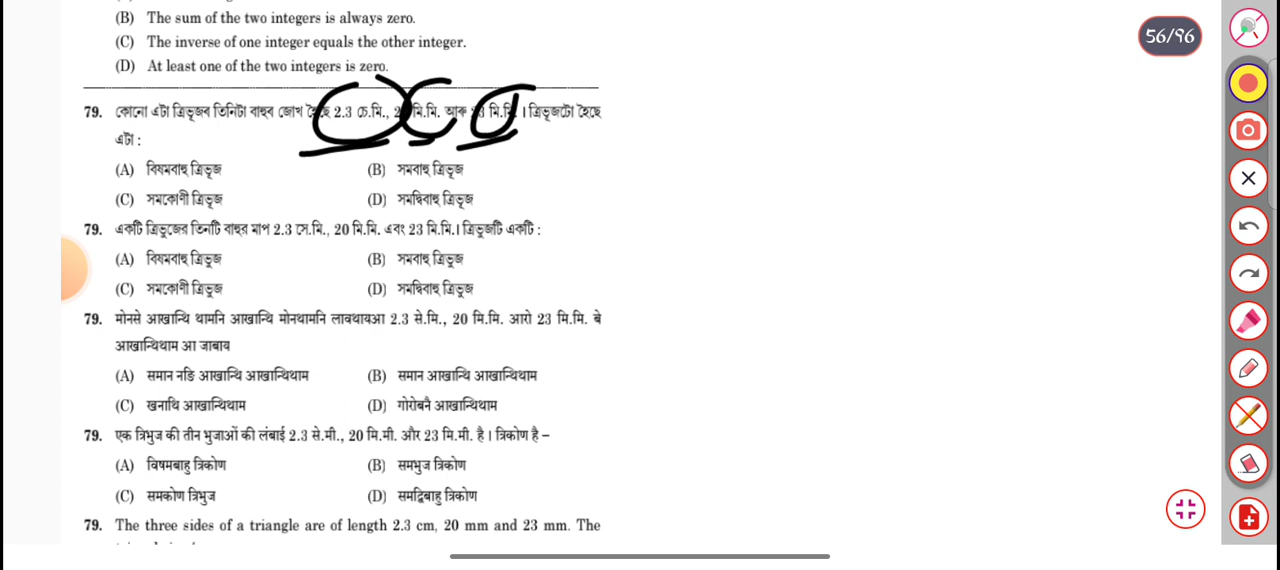 (B) The sum of the two integers is always zero.
(C) The inverse of one integer equals the other integer.
(D) At least one of the two integers is zero.
56/96
79. কোনো এটা ত্ৰিভূজৰ তিনিটা বাহুৰ জোখ হৈছে 2.3 চে.মি., মি.মি. আৰু মি.মি. । ত্ৰিভূজটো হৈছে
এটা :
(A) বিষমবাহু ত্ৰিভূজ (B) সমবাহু ত্ৰিভূজ
(C) সমকোণী ত্ৰিভূজ (D) সমদ্বিবাহু ত্ৰিভূজ
79. একটি ত্রিভুজের তিনটি বাহুর মাপ 2.3 সে.মি., 20 মি.মি. এবং 23 মি.মি.। ত্রিভুজটি একটি :
(A) বিষমবাহু ত্রিভুজ (B) সমবাহু ত্রিভুজ
(C) সমকোণী ত্রিভুজ (D) সমদ্বিবাহু ত্রিভুজ
79. मोनसे आखान्थि थामनि आखान्थि मोनथामनि लावथायआ 2.3 से.मि., 20 मि.मि. आरो 23 मि.मि. बे
आखान्थिथाम आ जाबाय
(A) समान नङि आखान्थि आखान्थिथाम (B) समान आखान्थि आखान्थिथाम
(C) खनाथि आखान्थिथाम (D) गोरोबनै आखान्थिथाम
79. एक त्रिभुज की तीन भुजाओं की लंबाई 2.3 से.मी., 20 मि.मी. और 23 मि.मी. है। त्रिकोण है –
(A) विषमबाहु त्रिकोण (B) समभुज त्रिकोण
(C) समकोण त्रिभुज (D) समद्विबाहु त्रिकोण
79. The three sides of a triangle are of length 2.3 cm, 20 mm and 23 mm. The